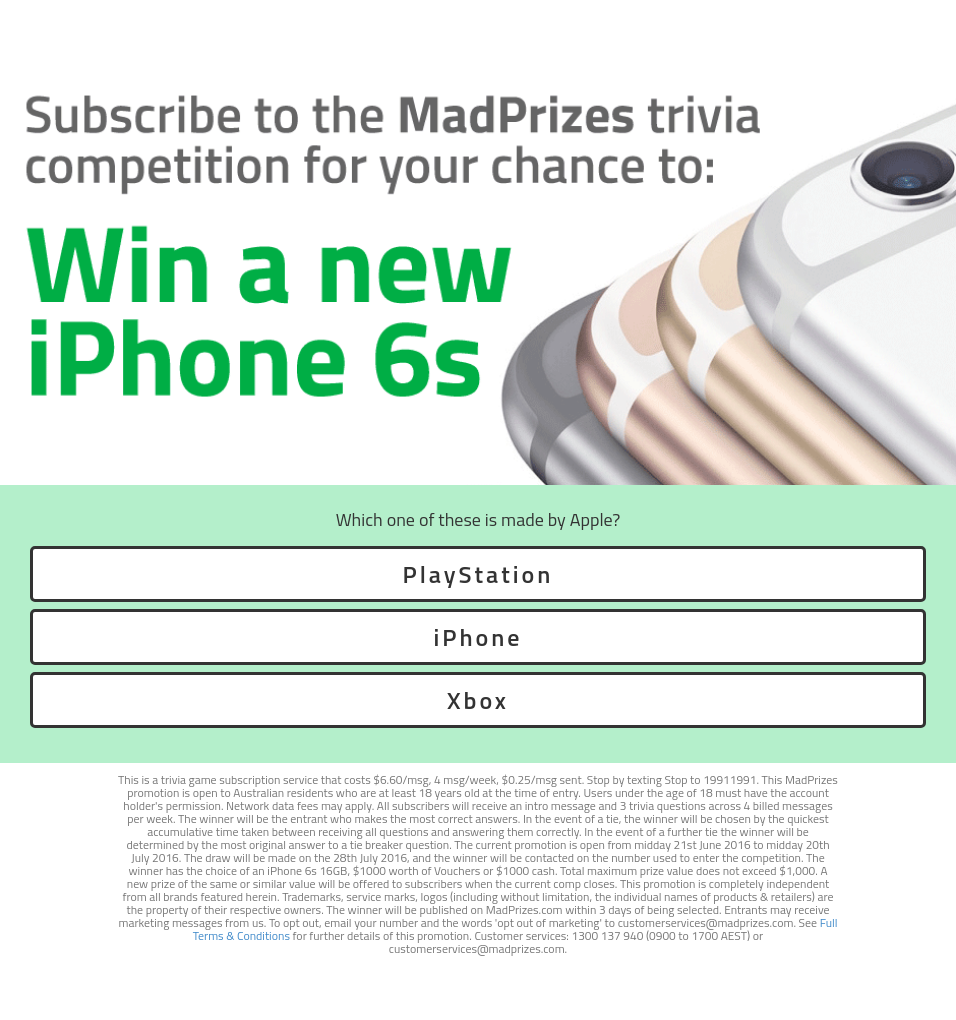 Subscribe to the MadPrizes trivia
competition for your chance to:
Win a new
iPhone 6s
Which one of these is made by Apple?
PlayStation
iPhone
Xbox
This is a trivia game subscription service that costs $6.60/msg, 4 msg/week, $0.25/msg sent. Stop by texting Stop to 19911991. This MadPrizes
promotion is open to Australian residents who are at least 18 years old at the time of entry. Users under the age of 18 must have the account
holder's permission. Network data fees may apply. All subscribers will receive an intro message and 3 trivia questions across 4 billed messages
per week. The winner will be the entrant who makes the most correct answers. In the event of a tie, the winner will be chosen by the quickest
accumulative time taken between receiving all questions and answering them correctly. In the event of a further tie the winner will be
determined by the most original answer to a tie breaker question. The current promotion is open from midday 21st June 2016 to midday 20th
July 2016. The draw will be made on the 28th July 2016, and the winner will be contacted on the number used to enter the competition. The
winner has the choice of an iPhone 6s 16GB, $1000 worth of Vouchers or $1000 cash. Total maximum prize value does not exceed $1,000. A
new prize of the same or similar value will be offered to subscribers when the current comp closes. This promotion is completely independent
from all brands featured herein. Trademarks, service marks, logos (including without limitation, the individual names of products & retailers) are
the property of their respective owners. The winner will be published on MadPrizes.com within 3 days of being selected. Entrants may receive
marketing messages from us. To opt out, email your number and the words 'opt out of marketing' to customerservices@madprizes.com. See Full
Terms & Conditions for further details of this promotion. Customer services: 1300 137 940 (0900 to 1700 AEST) or
customerservices@madprizes.com.